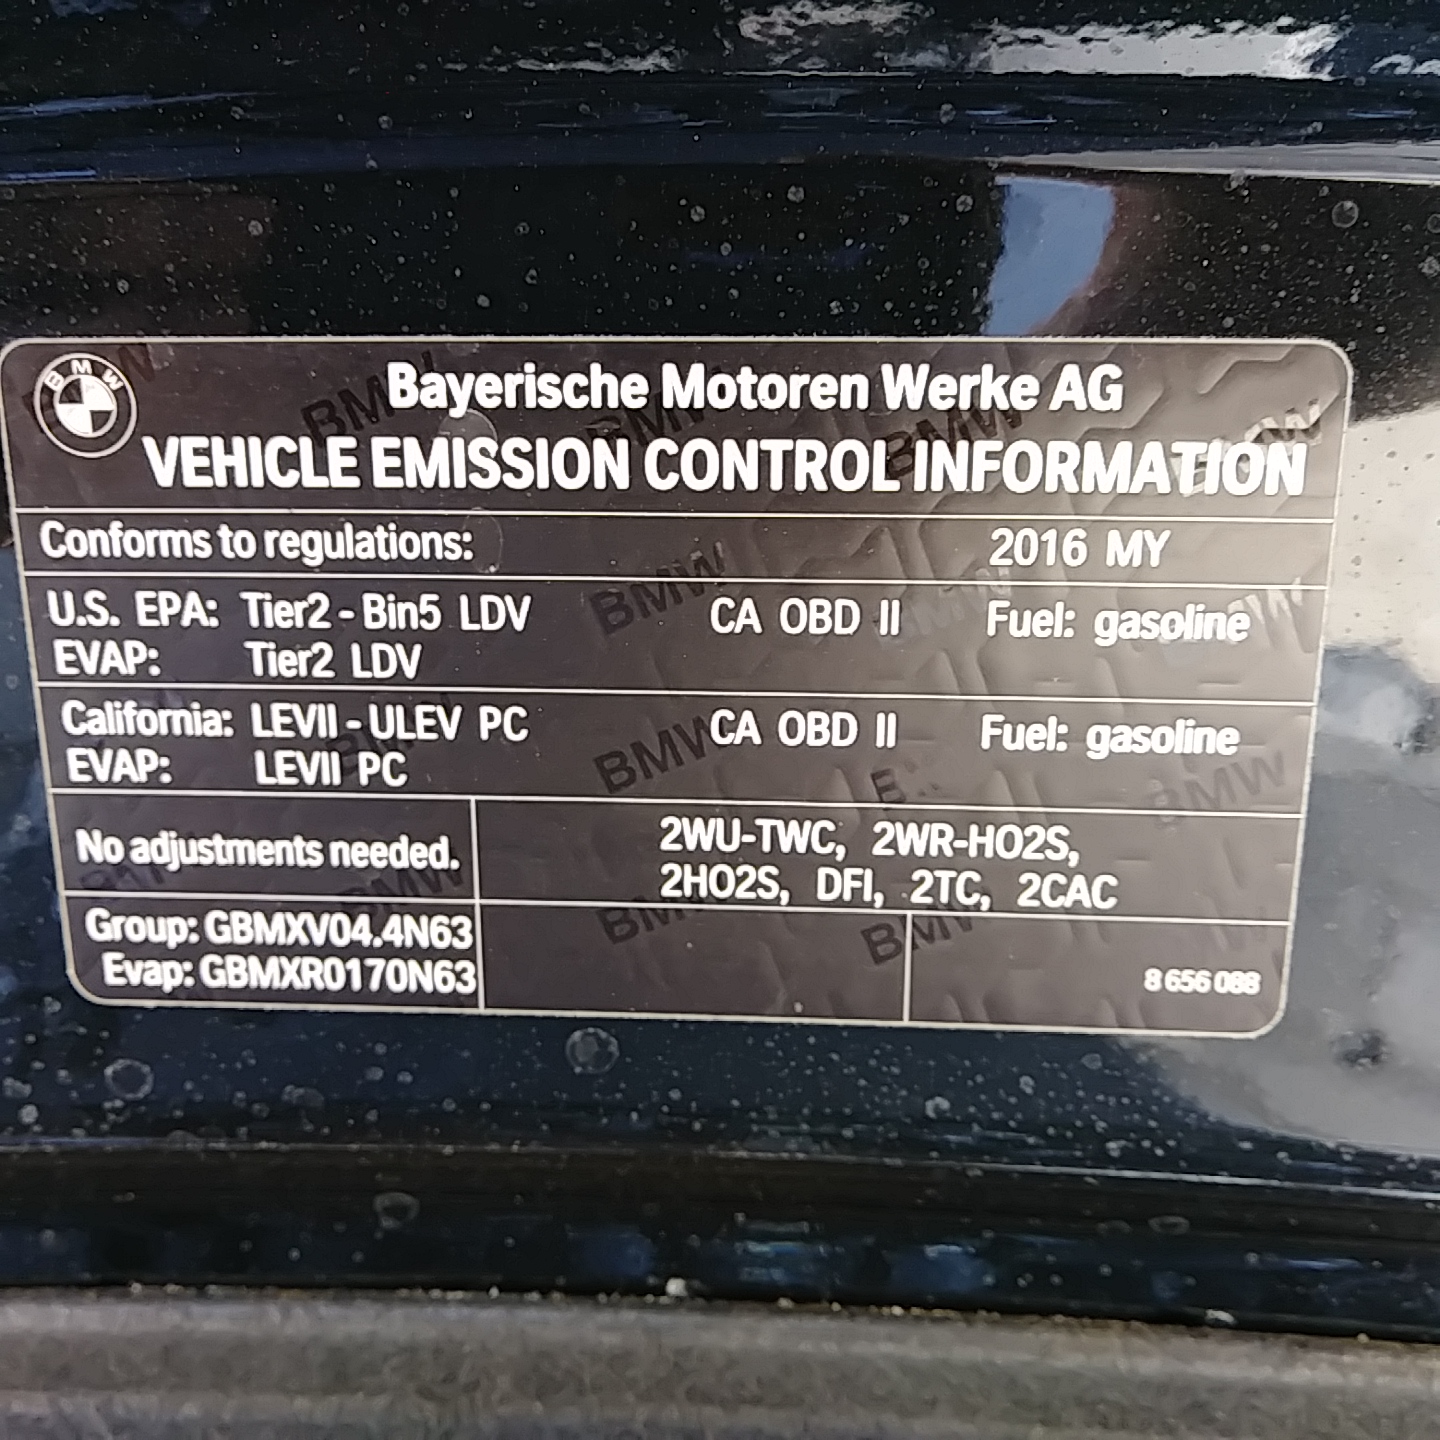 BMW
Bayerische Motoren Werke AG
VEHICLE EMISSION CONTROL INFORMATION
Conforms to regulations: 2016 MY
U.S. EPA: Tier2 - Bin5 LDV CA OBD II Fuel: gasoline
EVAP: Tier2 LDV
California: LEVII - ULEV PC CA OBD II Fuel: gasoline
EVAP: LEVII PC
No adjustments needed.
2WU-TWC, 2WR-HO2S,
2HO2S, DFI, 2TC, 2CAC
Group: GBMXV04.4N63
Evap: GBMXR0170N63
8 656 088